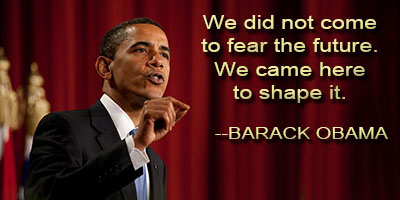 We did not come
to fear the future.
We came here
to shape it.
--BARACK OBAMA